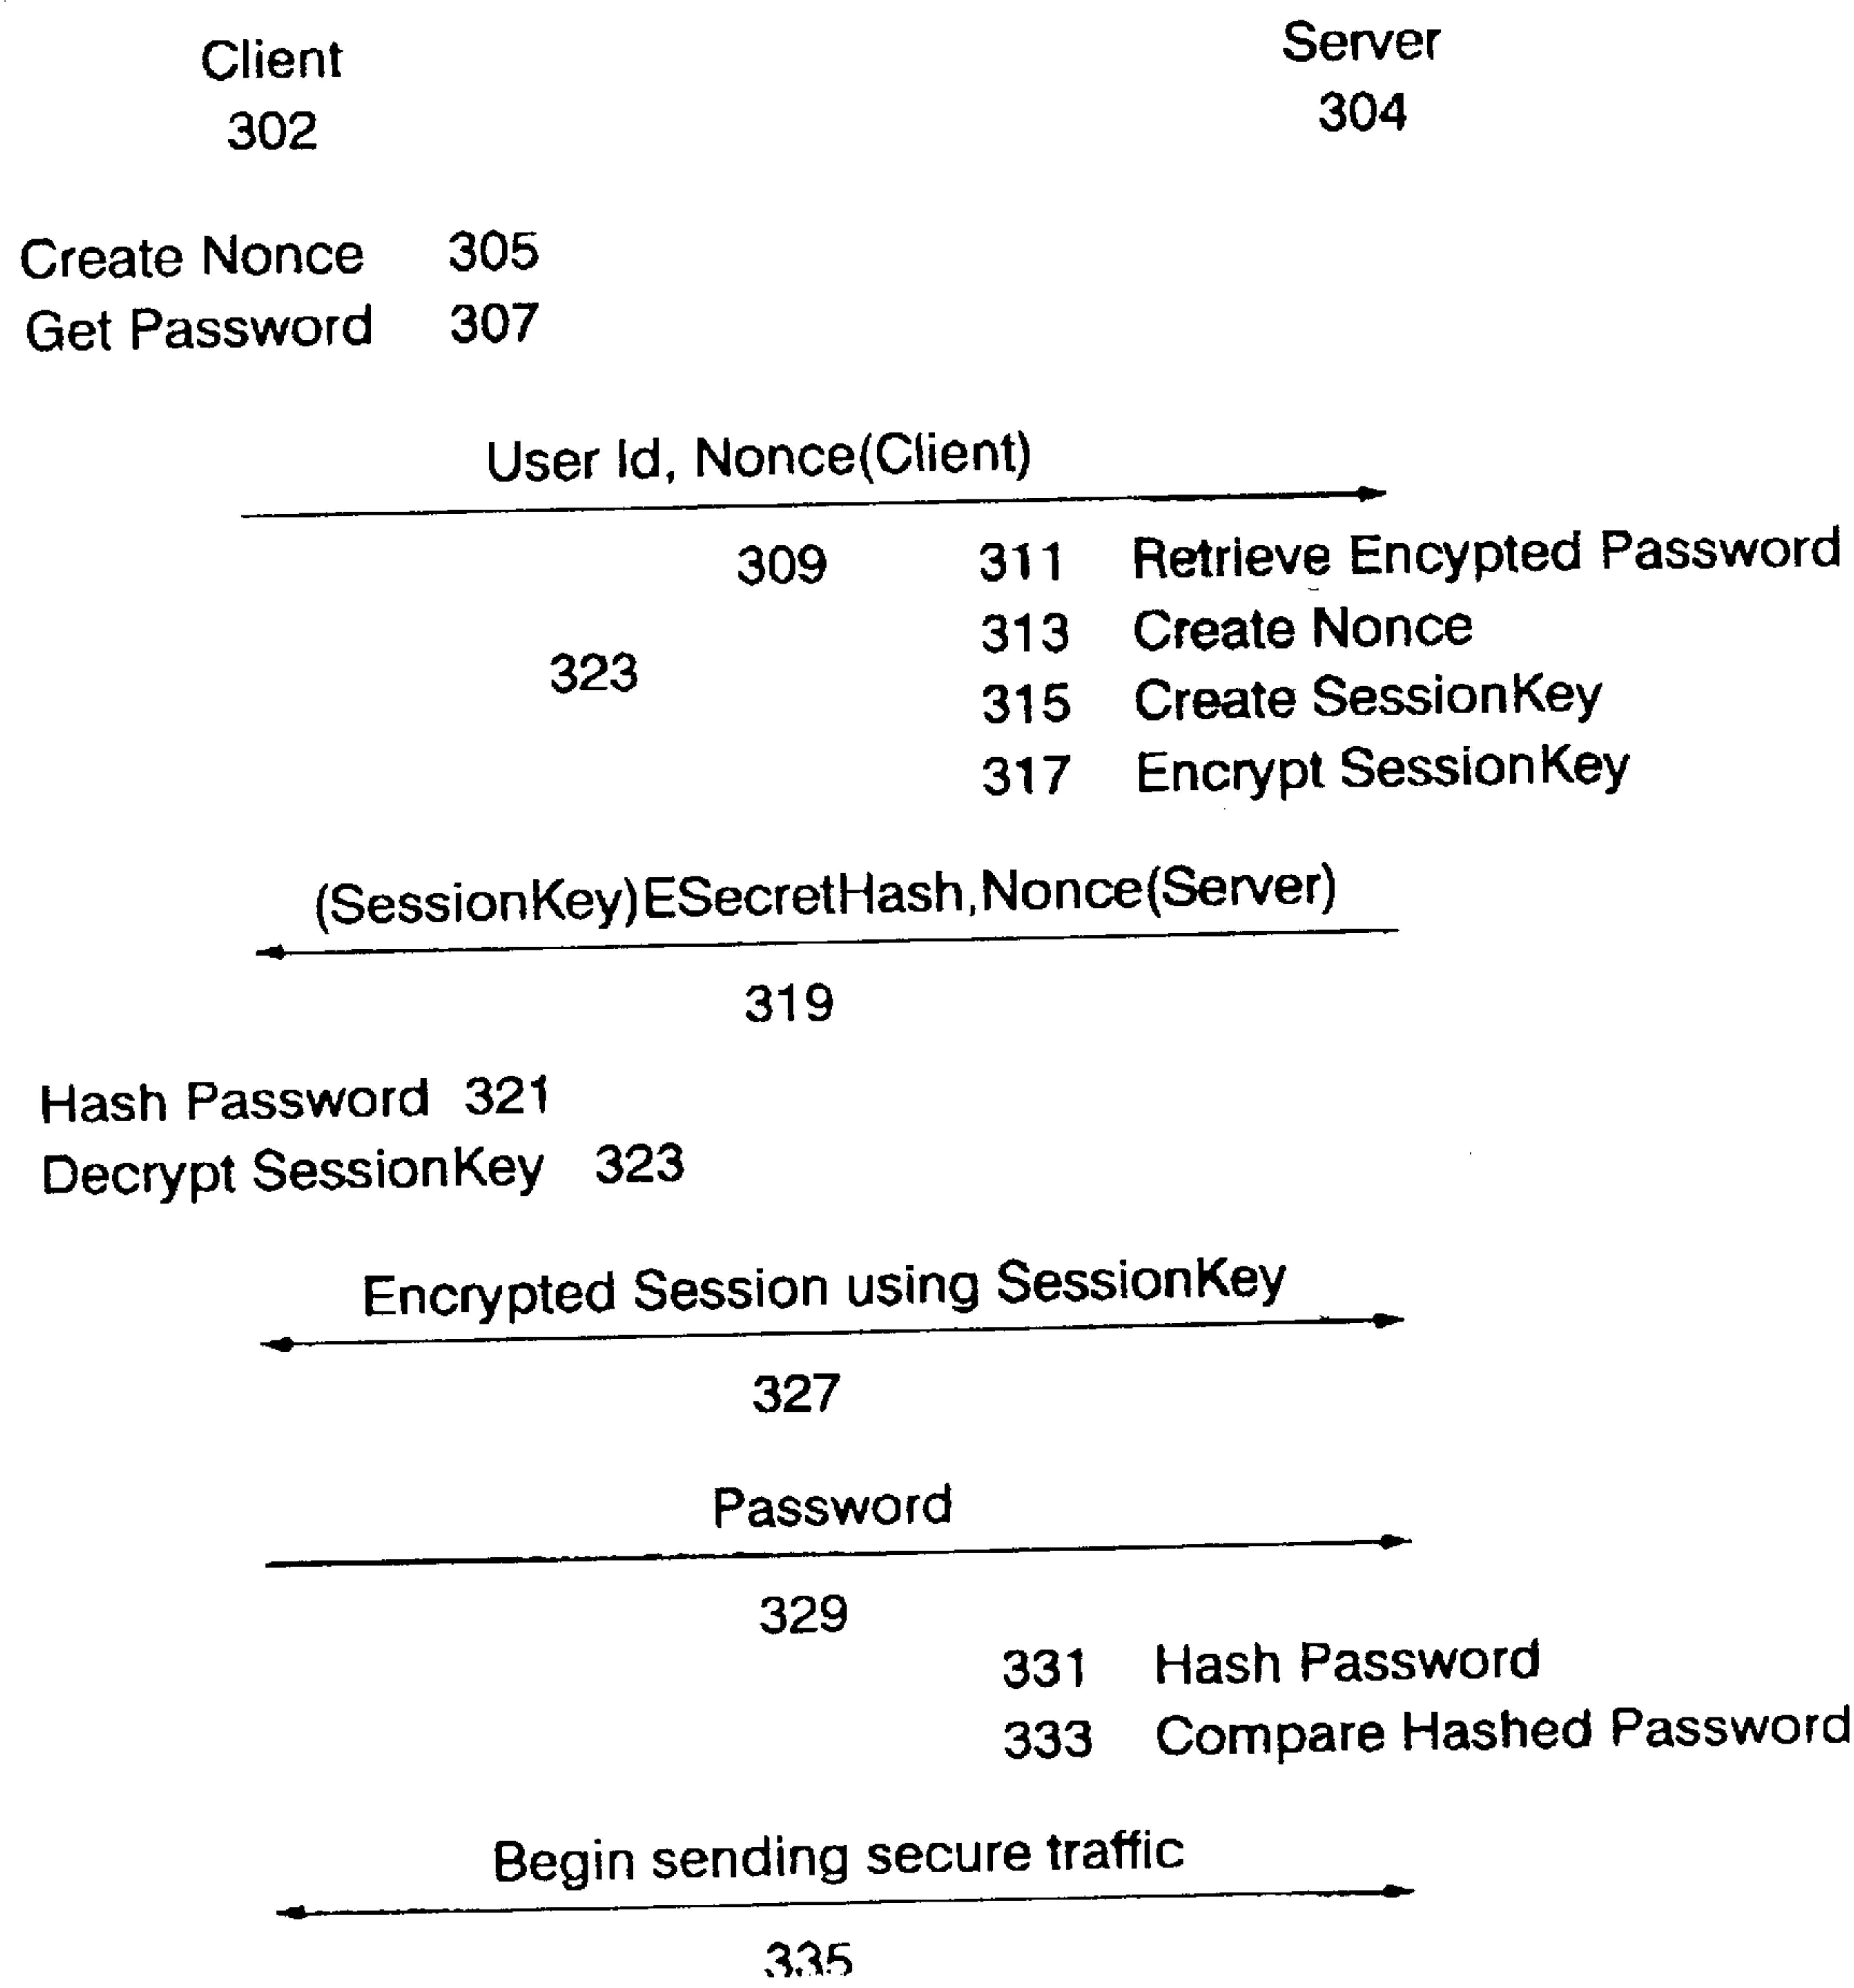 Client
Server
302
304
Create Nonce 305
Get Password 307
User Id, Nonce(Client)
309
311 Retrieve Encypted Password
313 Create Nonce
323
315 Create SessionKey
317 Encrypt SessionKey
(SessionKey)ESecretHash,Nonce(Server)
319
Hash Password 321
Decrypt SessionKey 323
Encrypted Session using SessionKey
327
Password
329
331 Hash Password
333 Compare Hashed Password
Begin sending secure traffic
335